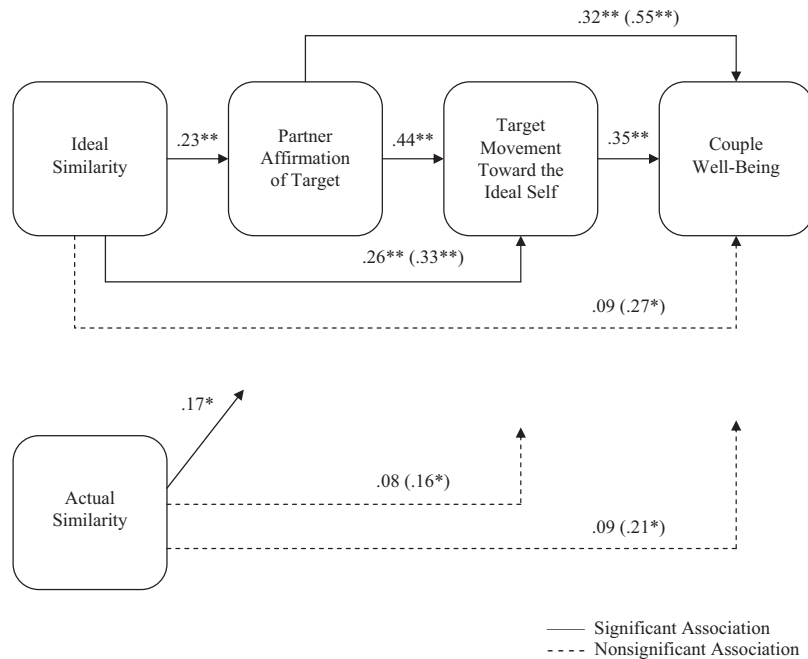 .32** (.55**)
Ideal
Similarity
.23**
Partner
Affirmation
of Target
.44**
Target
Movement
Toward the
Ideal Self
.35**
Couple
Well-Being
.26** (.33**)
.09 (.27*)
.17*
Actual
Similarity
.08 (.16*)
.09 (.21*)
Significant Association
Nonsignificant Association